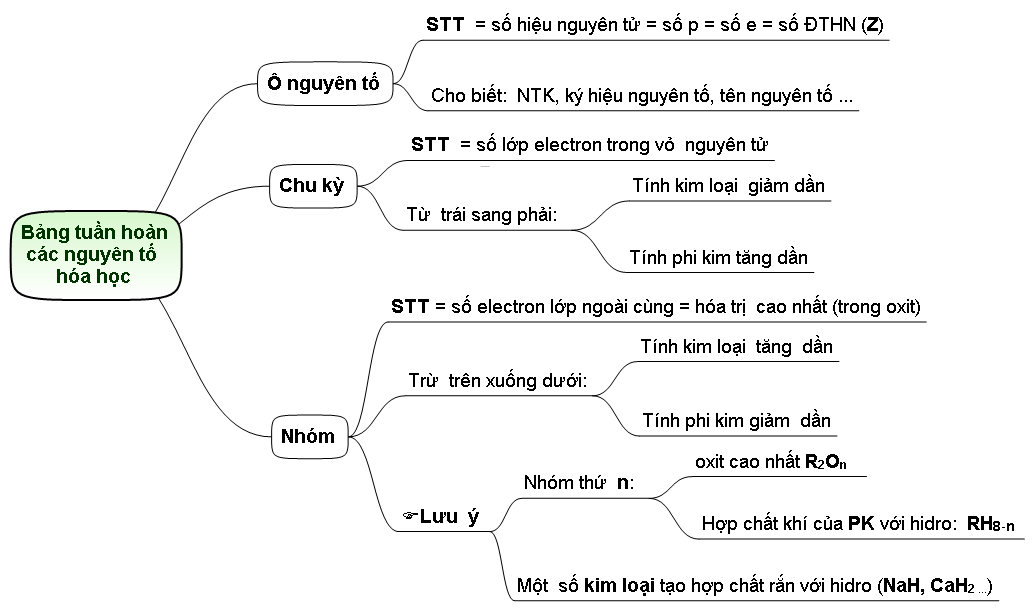 Bảng tuần hoàn
các nguyên tố
hóa học
Ô nguyên tố
STT = số hiệu nguyên tử = số p = số e = số ĐTHN (Z)
Cho biết: NTK, ký hiệu nguyên tố, tên nguyên tố ...
Chu kỳ
STT = số lớp electron trong vỏ nguyên tử
Từ trái sang phải:
Tính kim loại giảm dần
Tính phi kim tăng dần
Nhóm
STT = số electron lớp ngoài cùng = hóa trị cao nhất (trong oxit)
Trừ trên xuống dưới:
Tính kim loại tăng dần
Tính phi kim giảm dần
☞Lưu ý
Nhóm thứ n:
oxit cao nhất R₂Oₙ
Hợp chất khí của PK với hidro: RH₈₋ₙ
Một số kim loại tạo hợp chất rắn với hidro (NaH, CaH₂ ...)